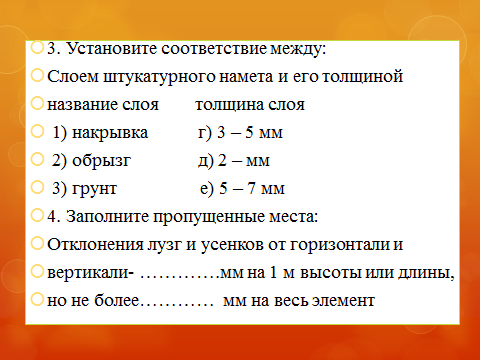 3. Установите соответствие между:
Слоем штукатурного намета и его толщиной
название слоя толщина слоя
1) накрывка г) 3 – 5 мм
2) обрызг д) 2 – мм
3) грунт е) 5 – 7 мм
4. Заполните пропущенные места:
Отклонения лузг и усенков от горизонтали и
вертикали- ………….мм на 1 м высоты или длины,
но не более………… мм на весь элемент